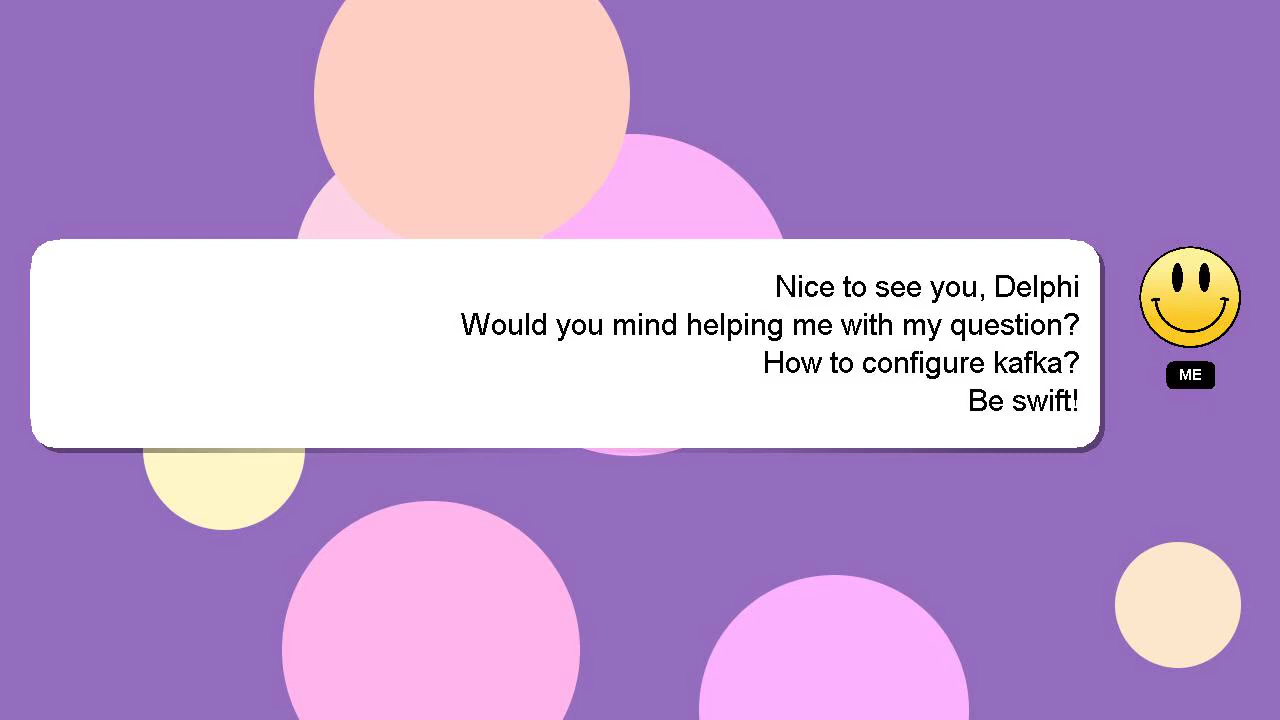 Nice to see you, Delphi
Would you mind helping me with my question?
How to configure kafka?
Be swift!
ME